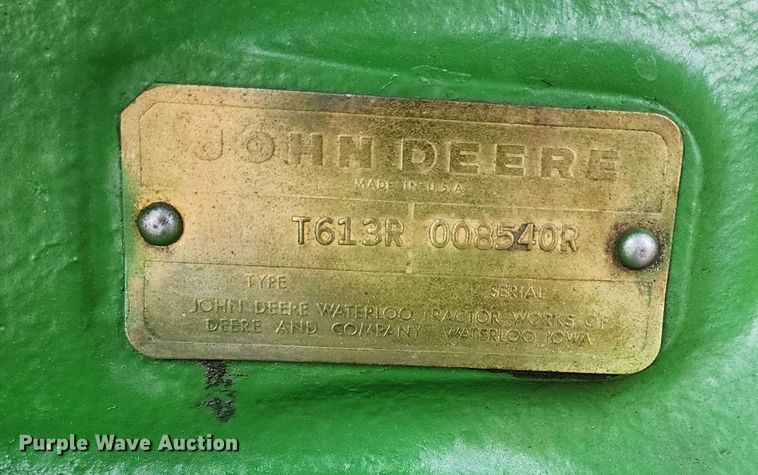 JOHN DEERE
MADE IN U.S.A.
T613R 008540R
TYPE SERIAL
JOHN DEERE WATERLOO TRACTOR WORKS OF
DEERE AND COMPANY WATERLOO, IOWA
Purple Wave Auction